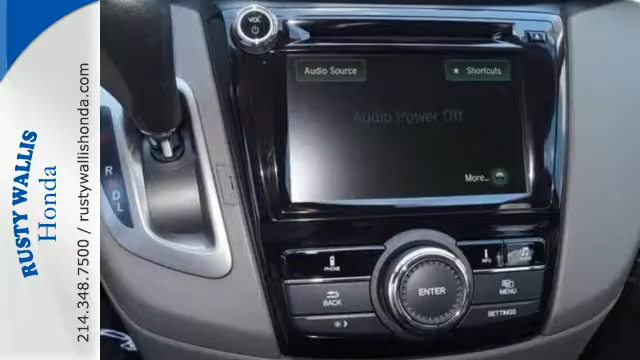 RUSTY WALLIS
Honda
214.348.7500 / rustywallishonda.com
VOL
Audio Source
Shortcuts
Audio Power Off
More...
R
D
L
PHONE
INFO
BACK
ENTER
MENU
SETTINGS